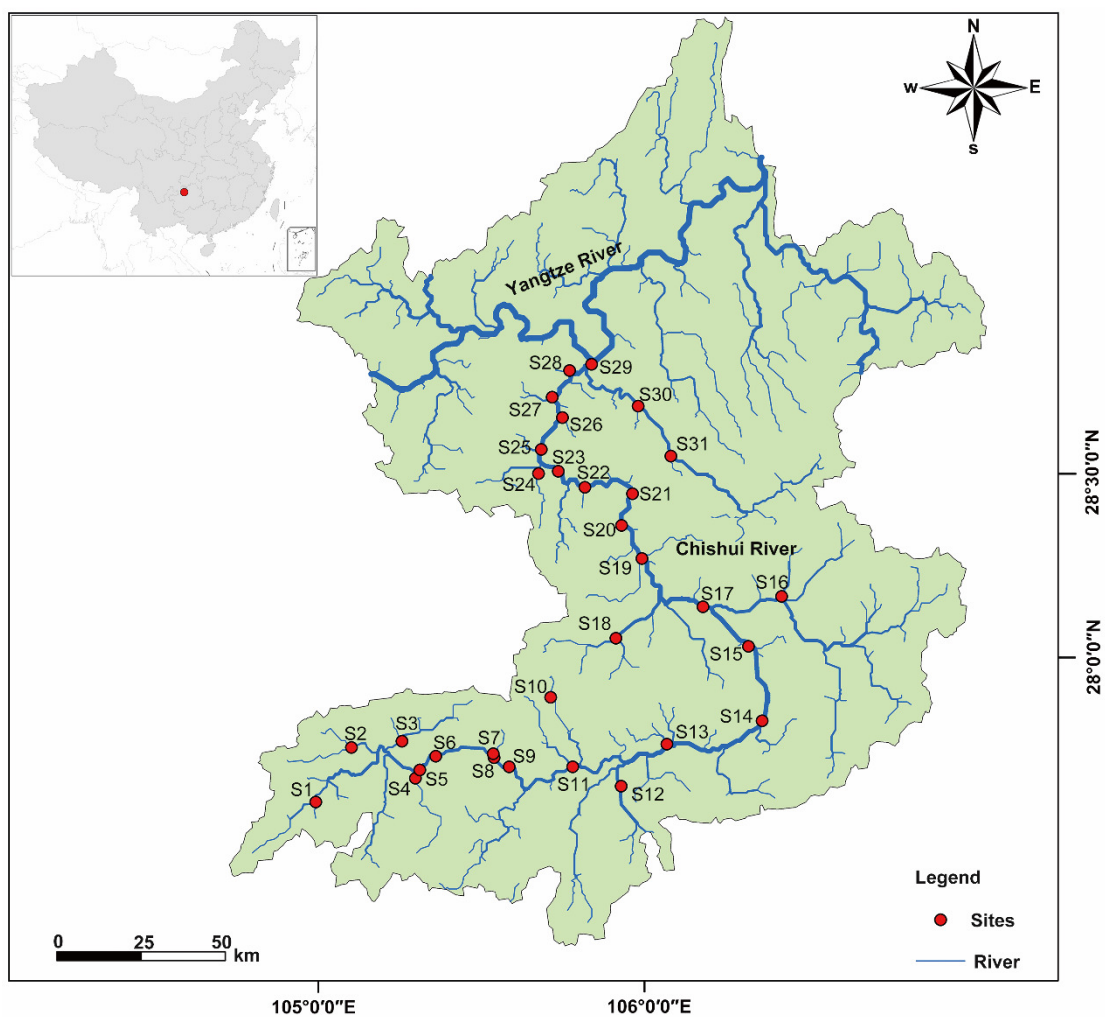 N
W
E
S
Yangtze River
S28
S29
S27
S30
S26
S25
S23
S31
S24
S22
S21
28°30'0"N
S20
Chishui River
S19
S16
S17
S18
S15
28°0'0"N
S10
S14
S2
S3
S7
S13
S6
S9
S8
S5
S11
S4
S12
S1
Legend
Sites
River
0 25 50
km
105°0'0"E
106°0'0"E